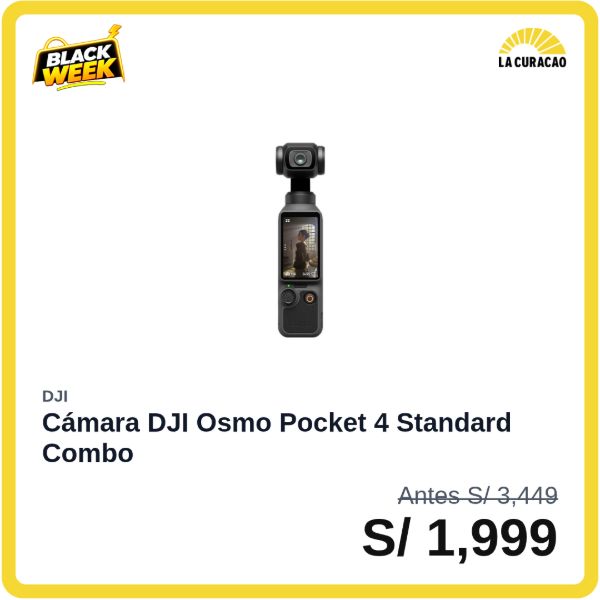 BLACK
WEEK
LA CURACAO
DJI
Cámara DJI Osmo Pocket 4 Standard
Combo
Antes S/ 3,449
S/ 1,999